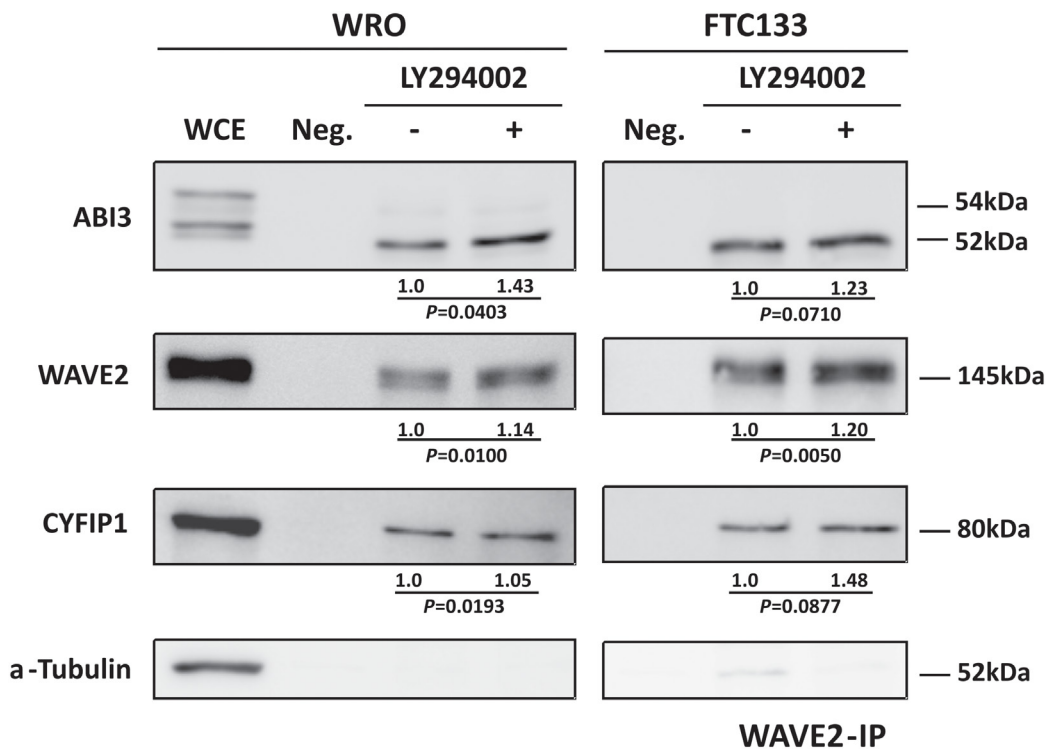 WRO FTC133
LY294002 LY294002
WCE Neg. - + Neg. - +
ABI3 54kDa
52kDa
1.0 1.43 1.0 1.23
P=0.0403 P=0.0710
WAVE2 145kDa
1.0 1.14 1.0 1.20
P=0.0100 P=0.0050
CYFIP1 80kDa
1.0 1.05 1.0 1.48
P=0.0193 P=0.0877
a-Tubulin 52kDa
WAVE2-IP